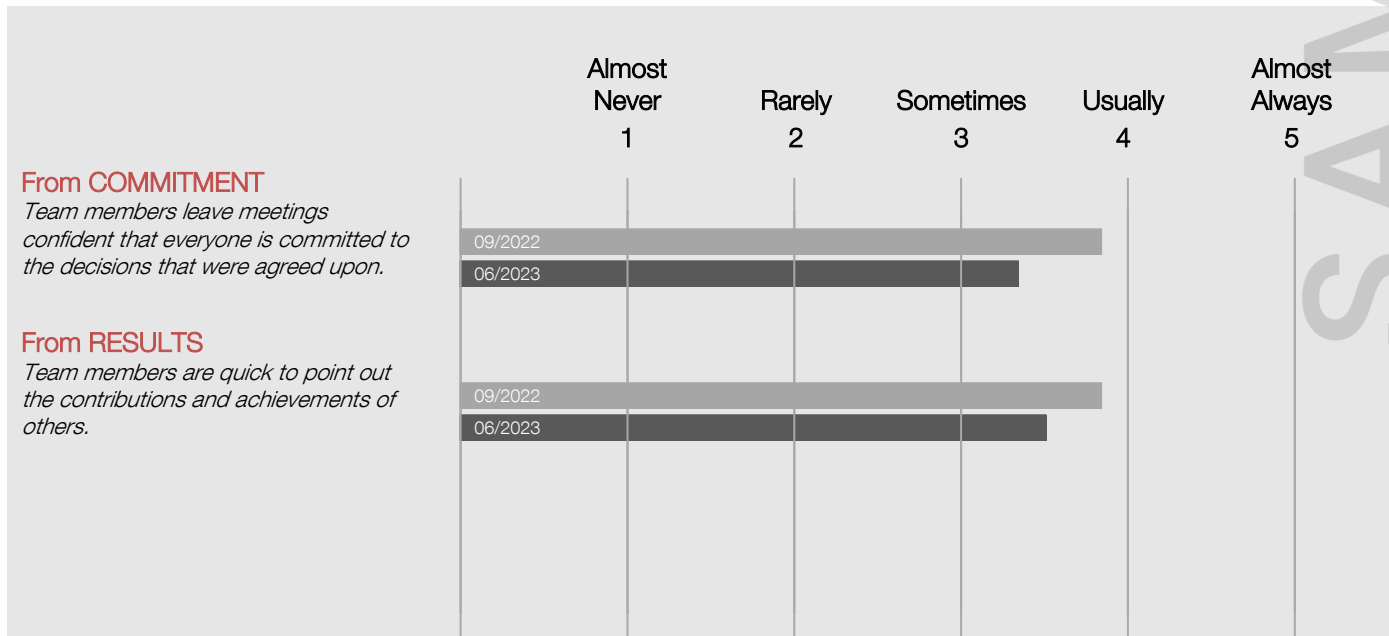 Almost
Never
Rarely
Sometimes
Usually
Almost
Always
1
2
3
4
5
From COMMITMENT
Team members leave meetings
confident that everyone is committed to
the decisions that were agreed upon.
09/2022
06/2023
From RESULTS
Team members are quick to point out
the contributions and achievements of
others.
09/2022
06/2023